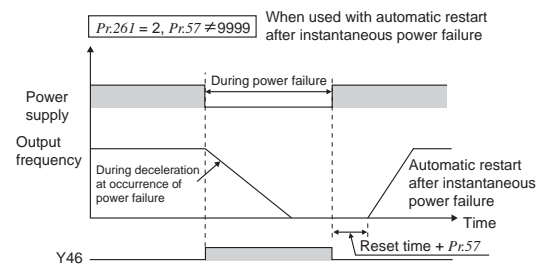 Pr.261 = 2, Pr.57 ≠9999
When used with automatic restart
after instantaneous power failure
During power failure
Power
supply
Output
frequency
During deceleration
at occurrence of
power failure
Automatic restart
after instantaneous
power failure
Time
Reset time + Pr.57
Y46